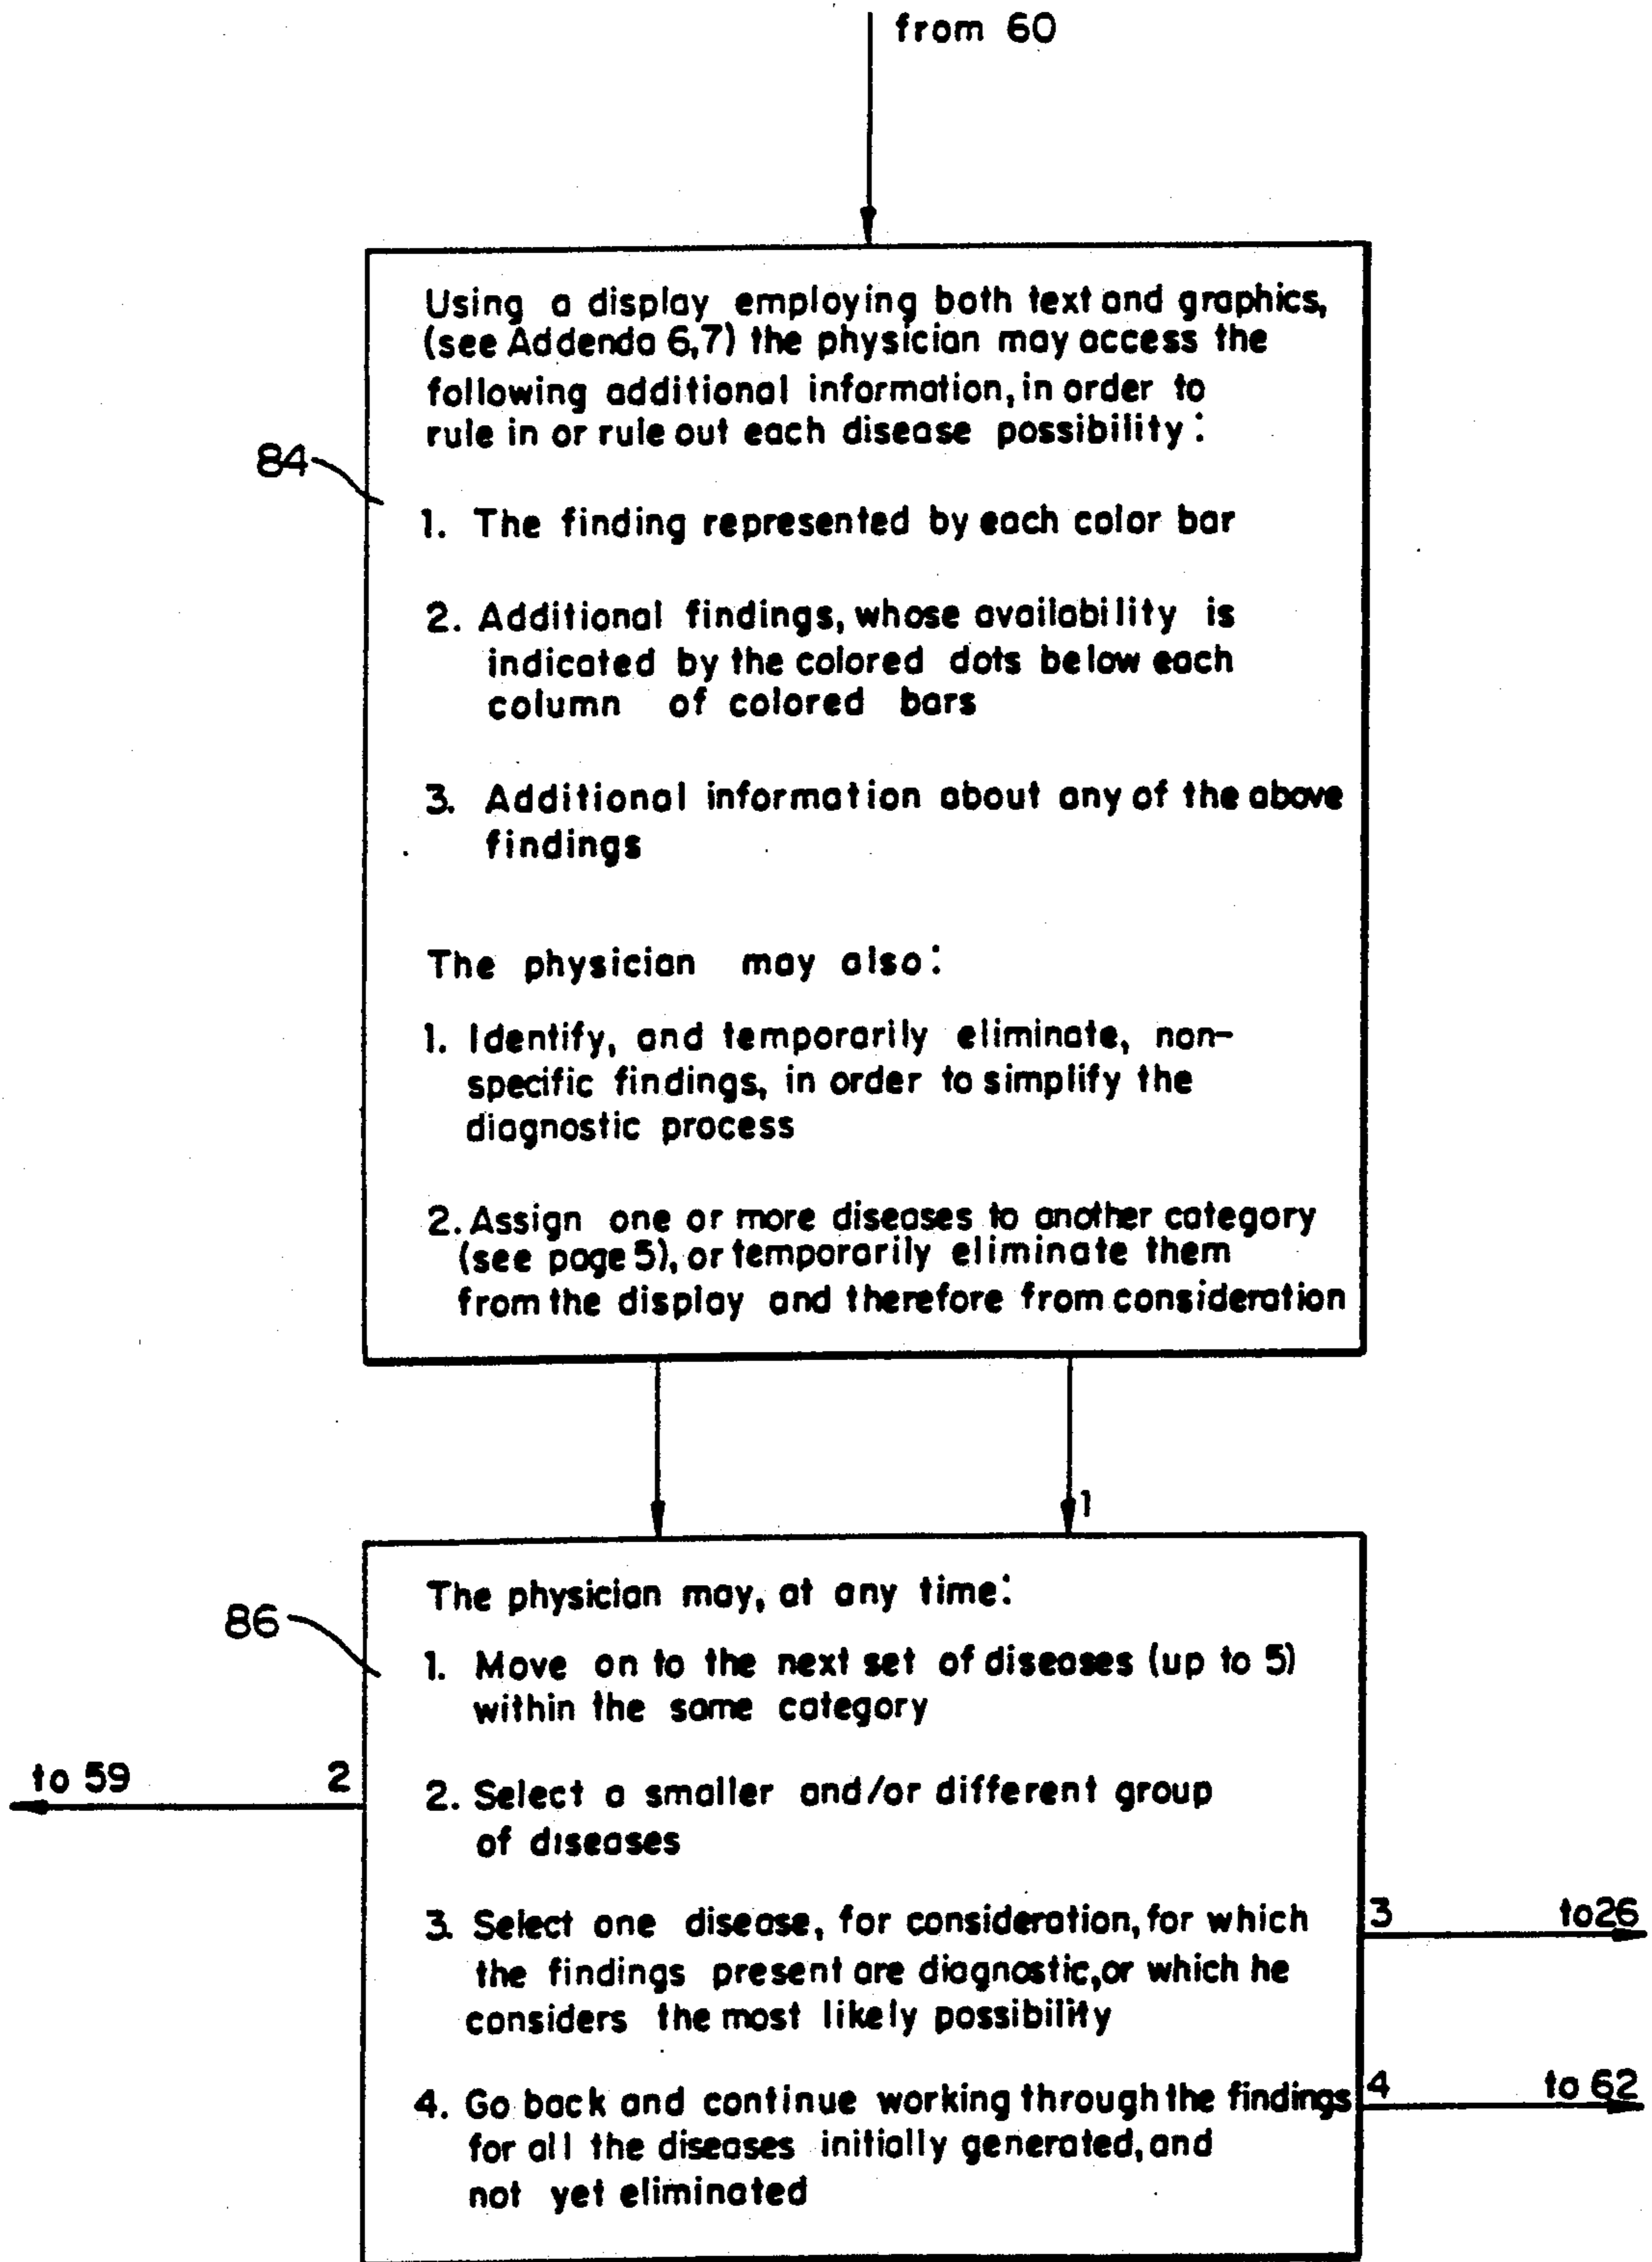 from 60
Using a display employing both text and graphics,
(see Addenda 6,7) the physician may access the
following additional information, in order to
rule in or rule out each disease possibility:
84
1. The finding represented by each color bar
2. Additional findings, whose availability is
indicated by the colored dots below each
column of colored bars
3. Additional information about any of the above
findings
The physician may also:
1. Identify, and temporarily eliminate, non-
specific findings, in order to simplify the
diagnostic process
2. Assign one or more diseases to another category
(see page 5), or temporarily eliminate them
from the display and therefore from consideration
1
The physician may, at any time:
86
1. Move on to the next set of diseases (up to 5)
within the same category
to 59 2
2. Select a smaller and/or different group
of diseases
3. Select one disease, for consideration, for which
3 to 26
the findings present are diagnostic, or which he
considers the most likely possibility
4. Go back and continue working through the findings
4 to 62
for all the diseases initially generated, and
not yet eliminated